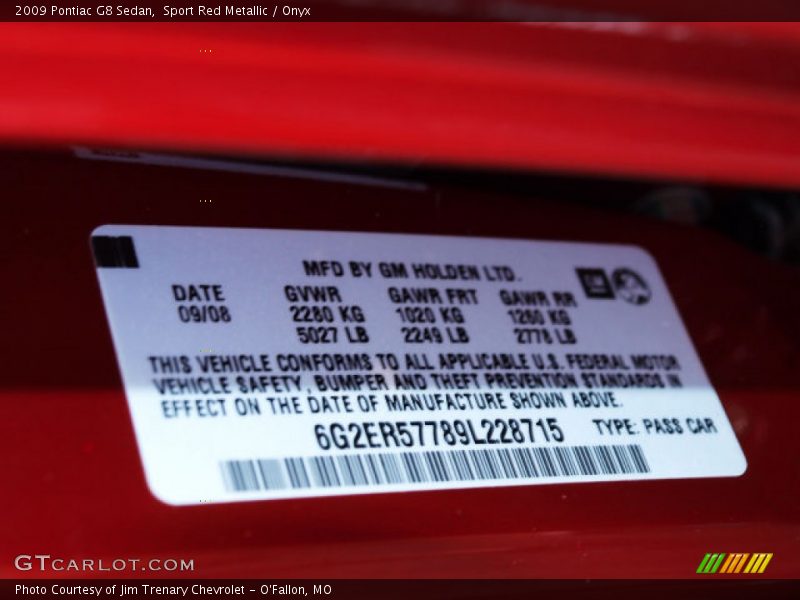 2009 Pontiac G8 Sedan,  Sport Red Metallic / Onyx
MFD BY GM HOLDEN LTD.
DATE GVWR GAWR FRT GAWR RR
09/08 2280 KG 1020 KG 1260 KG
5027 LB 2249 LB 2778 LB
THIS VEHICLE CONFORMS TO ALL APPLICABLE U.S. FEDERAL MOTOR
VEHICLE SAFETY, BUMPER AND THEFT PREVENTION STANDARDS IN
EFFECT ON THE DATE OF MANUFACTURE SHOWN ABOVE.
6G2ER57789L228715 TYPE: PASS CAR
GTCARLOT.COM
Photo Courtesy of Jim Trenary Chevrolet - O'Fallon, MO